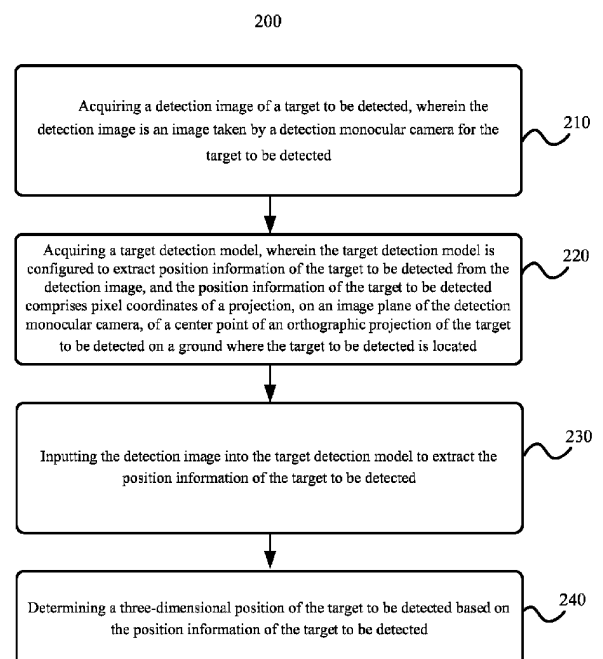 200
Acquiring a detection image of a target to be detected, wherein the
detection image is an image taken by a detection monocular camera for the
target to be detected
210
Acquiring a target detection model, wherein the target detection model is
configured to extract position information of the target to be detected from the
detection image, and the position information of the target to be detected
comprises pixel coordinates of a projection, on an image plane of the detection
monocular camera, of a center point of an orthographic projection of the target
to be detected on a ground where the target to be detected is located
220
Inputting the detection image into the target detection model to extract the
position information of the target to be detected
230
Determining a three-dimensional position of the target to be detected based on
the position information of the target to be detected
240